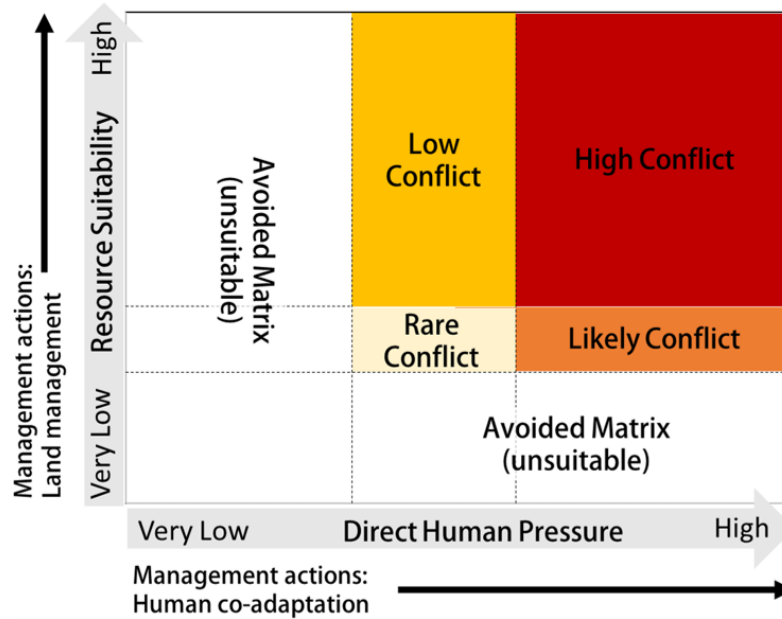 Management actions:
Land management
Very Low
Resource Suitability
High
Avoided Matrix
(unsuitable)
Low
Conflict
High Conflict
Rare
Conflict
Likely Conflict
Avoided Matrix
(unsuitable)
Very Low
Direct Human Pressure
High
Management actions:
Human co-adaptation